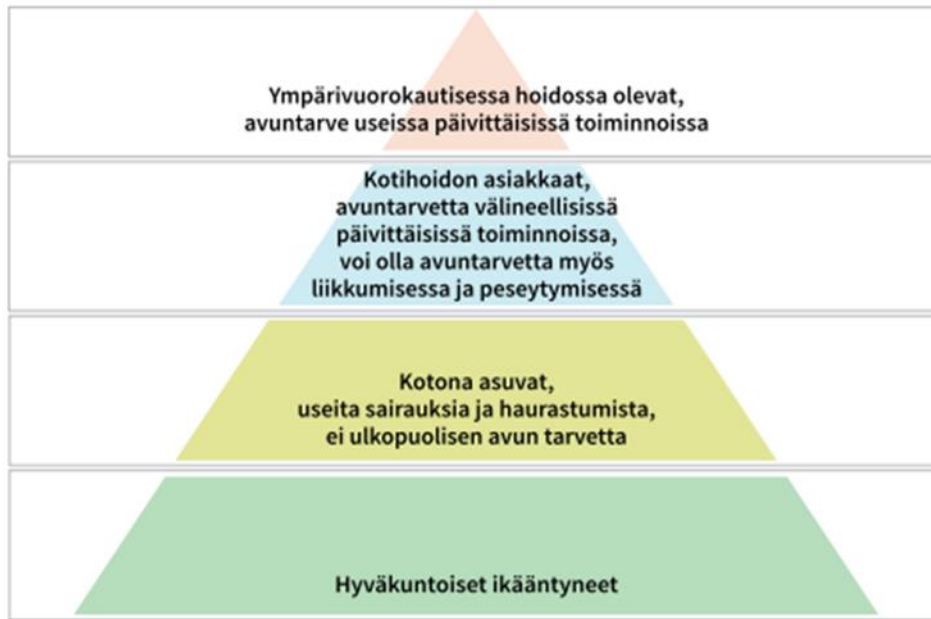 Ympärivuorokautisessa hoidossa olevat,
avuntarve useissa päivittäisissä toiminnoissa
Kotihoidon asiakkaat,
avuntarvetta välineellisissä
päivittäisissä toiminnoissa,
voi olla avuntarvetta myös
liikkumisessa ja peseytymisessä
Kotona asuvat,
useita sairauksia ja haurastumista,
ei ulkopuolisen avun tarvetta
Hyväkuntoiset ikääntyneet